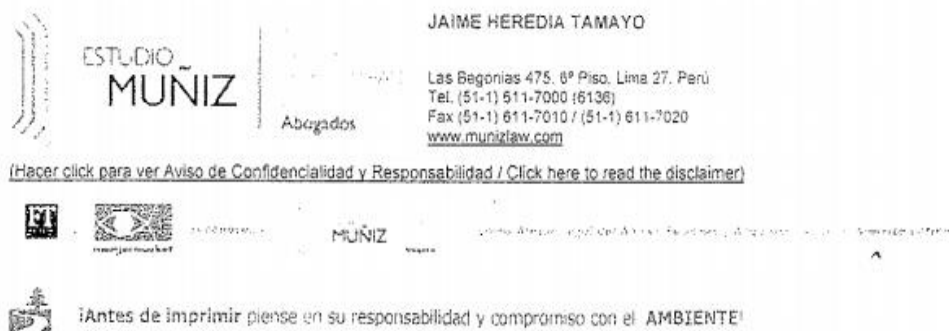 JAIME HEREDIA TAMAYO
ESTUDIO
MUÑIZ
Abogados
Las Begonias 475, 6º Piso, Lima 27, Perú
Tel. (51-1) 611-7000 (6136)
Fax (51-1) 611-7010 / (51-1) 611-7020
www.munizlaw.com
(Hacer click para ver Aviso de Confidencialidad y Responsabilidad / Click here to read the disclaimer)
FT
mergermarket
MUÑIZ
¡Antes de imprimir piense en su responsabilidad y compromiso con el AMBIENTE!